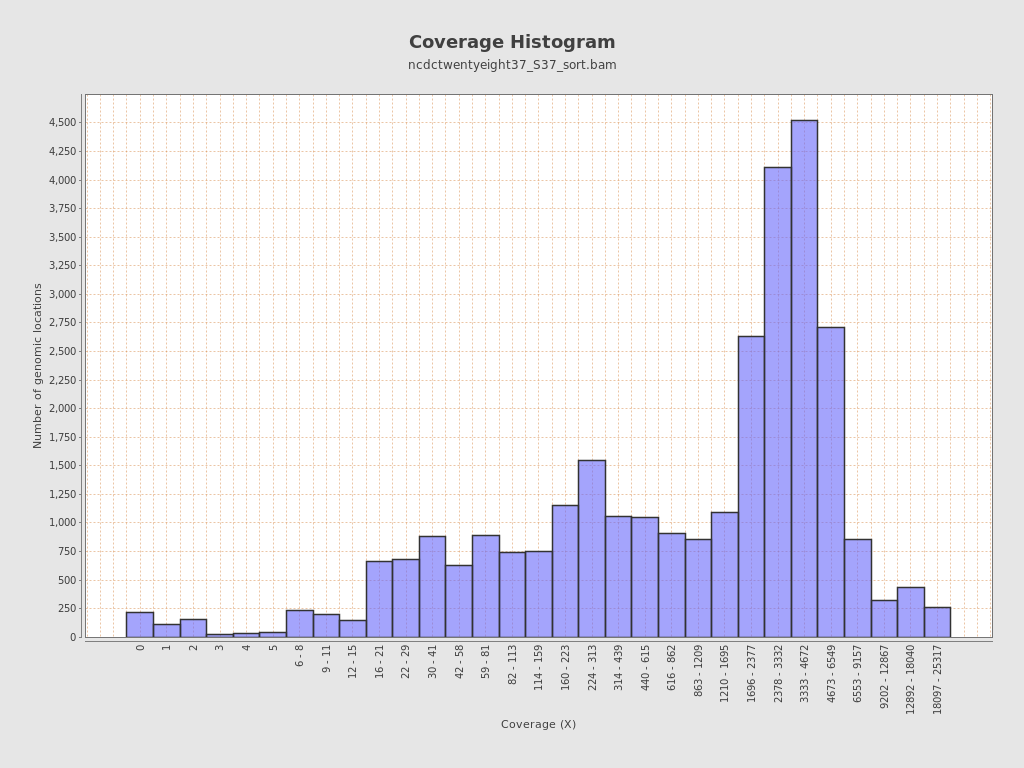 Coverage Histogram
ncdctwentyeight37_S37_sort.bam
Number of genomic locations
4,500
4,250
4,000
3,750
3,500
3,250
3,000
2,750
2,500
2,250
2,000
1,750
1,500
1,250
1,000
750
500
250
0
0
1
2
3
4
5
6 - 8
9 - 11
12 - 15
16 - 21
22 - 29
30 - 41
42 - 58
59 - 81
82 - 113
114 - 159
160 - 223
224 - 313
314 - 439
440 - 615
616 - 862
863 - 1209
1210 - 1695
1696 - 2377
2378 - 3332
3333 - 4672
4673 - 6549
6553 - 9157
9202 - 12867
12892 - 18040
18097 - 25317
Coverage (X)